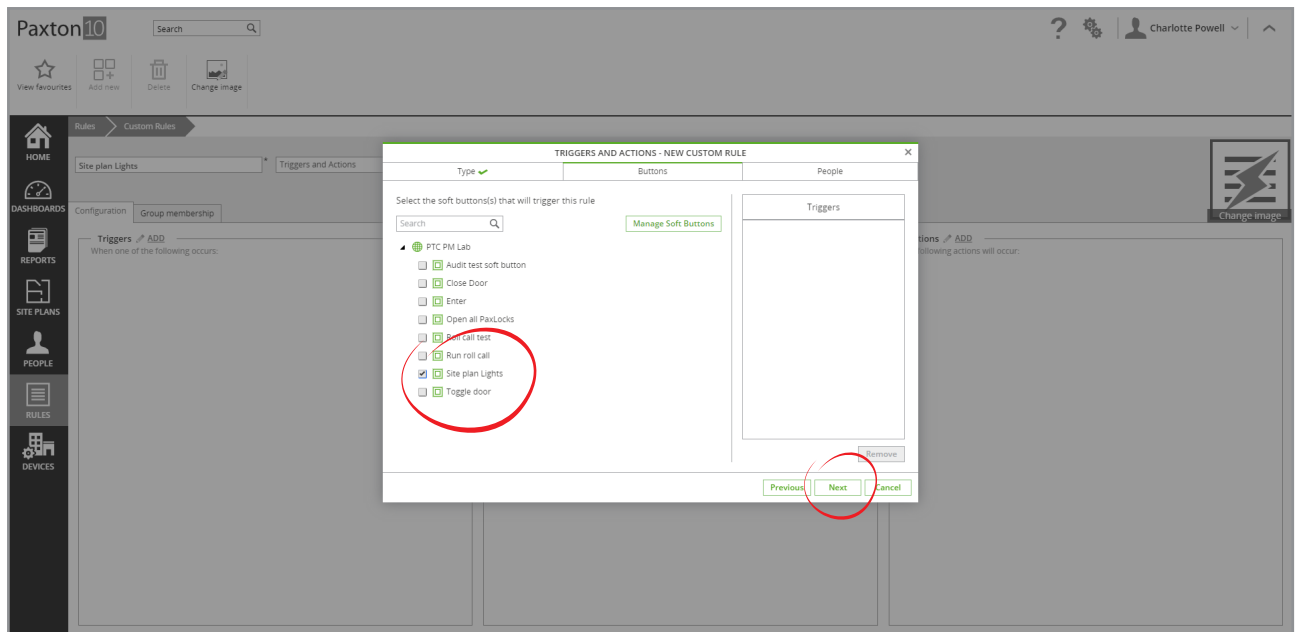 Paxton10
Search
Charlotte Powell
View favourites
Add new
Delete
Change image
Rules
Custom Rules
HOME
DASHBOARDS
REPORTS
SITE PLANS
PEOPLE
RULES
DEVICES
Site plan Lights
*
Triggers and Actions
Change image
Configuration
Group membership
Triggers ADD
When one of the following occurs:
tions ADD
following actions will occur:
TRIGGERS AND ACTIONS - NEW CUSTOM RULE
Type
Buttons
People
Select the soft buttons(s) that will trigger this rule
Search
Manage Soft Buttons
PTC PM Lab
Audit test soft button
Close Door
Enter
Open all PaxLocks
Roll call test
Run roll call
Site plan Lights
Toggle door
Triggers
Remove
Previous
Next
Cancel